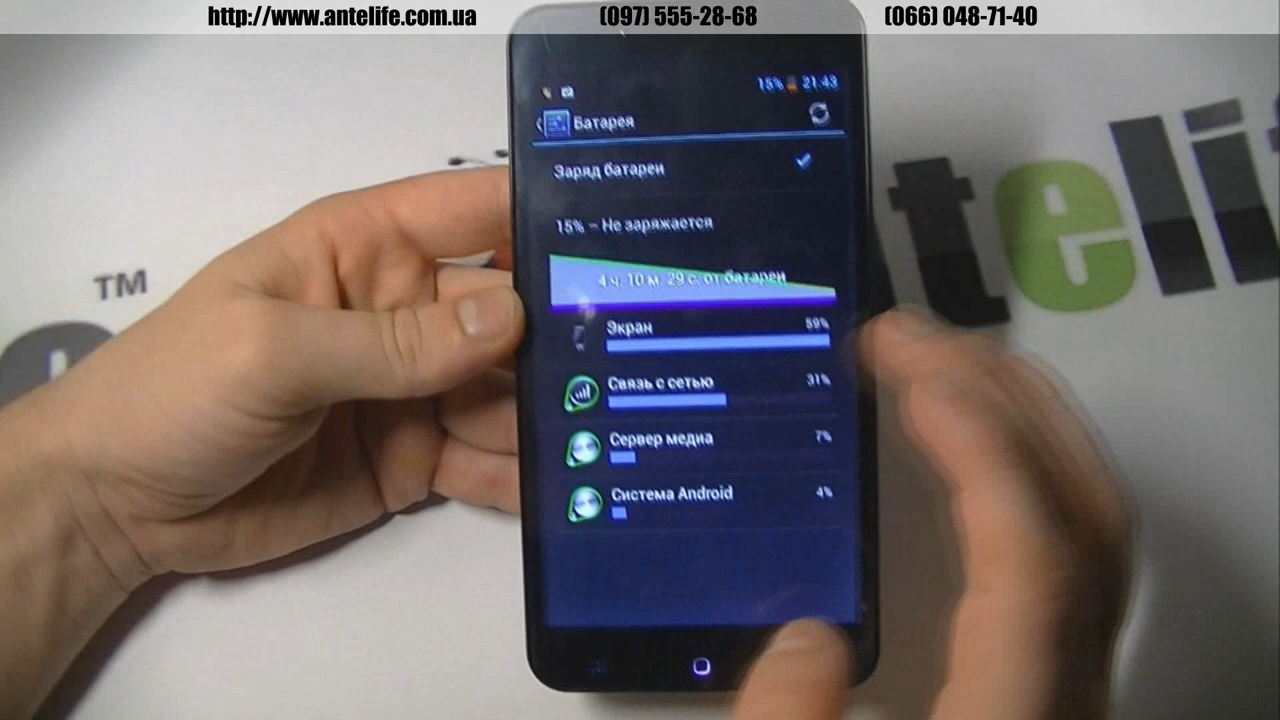 http://www.antelife.com.ua (097) 555-28-68 (066) 048-71-40
15% 21:43
Батарея
Заряд батареи
15% – Не заряжается
4 ч. 10 м. 29 с. от батареи
Экран 59%
Связь с сетью 31%
Сервер медиа 7%
Система Android 4%
TM
teli